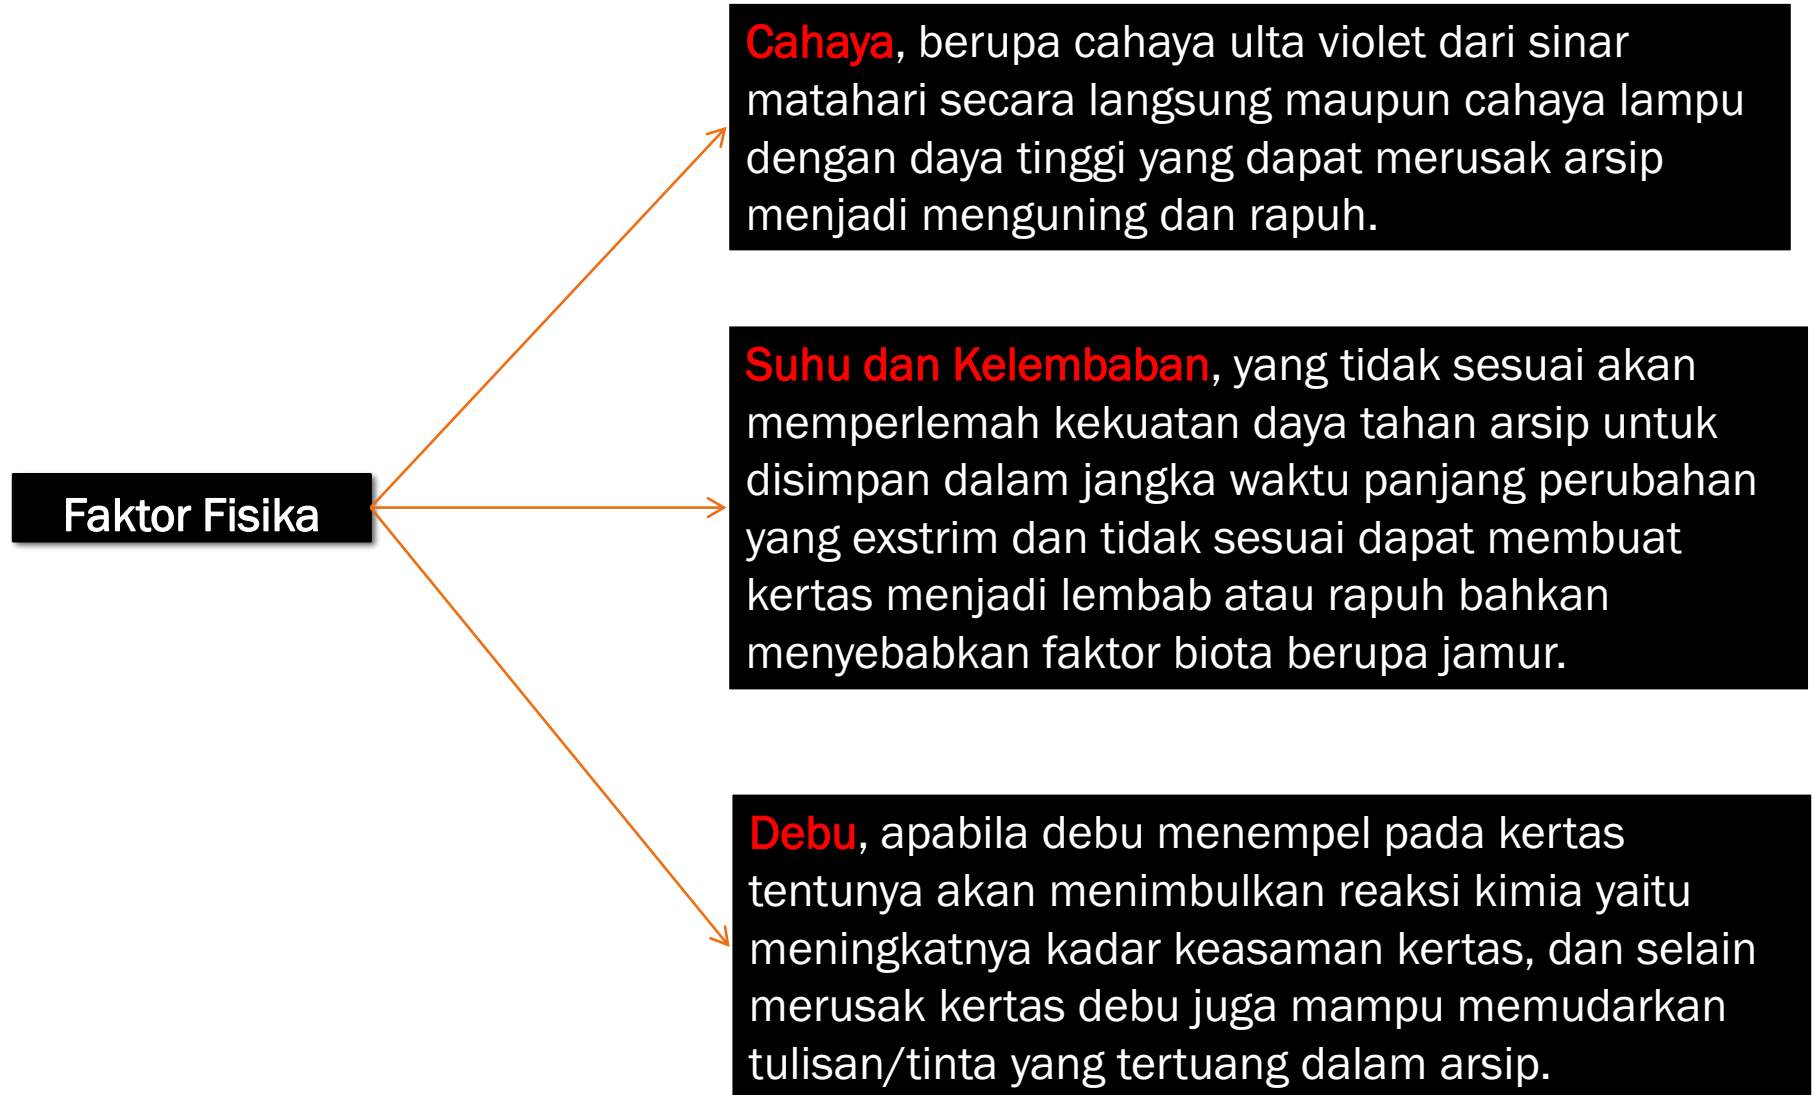 Cahaya, berupa cahaya ulta violet dari sinar
matahari secara langsung maupun cahaya lampu
dengan daya tinggi yang dapat merusak arsip
menjadi menguning dan rapuh.
Faktor Fisika
Suhu dan Kelembaban, yang tidak sesuai akan
memperlemah kekuatan daya tahan arsip untuk
disimpan dalam jangka waktu panjang perubahan
yang exstrim dan tidak sesuai dapat membuat
kertas menjadi lembab atau rapuh bahkan
menyebabkan faktor biota berupa jamur.
Debu, apabila debu menempel pada kertas
tentunya akan menimbulkan reaksi kimia yaitu
meningkatnya kadar keasaman kertas, dan selain
merusak kertas debu juga mampu memudarkan
tulisan/tinta yang tertuang dalam arsip.